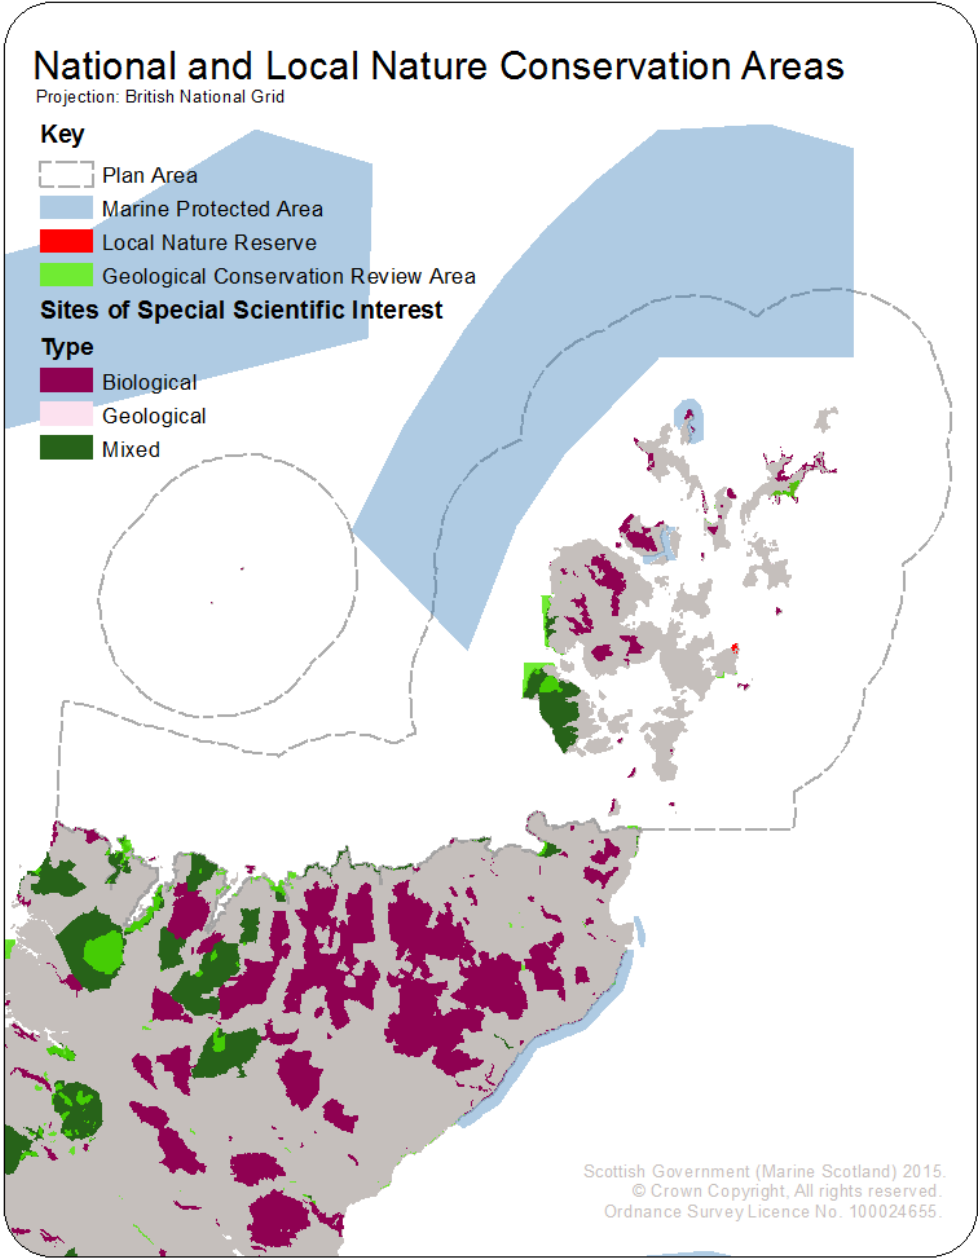 National and Local Nature Conservation Areas
Projection: British National Grid
Key
Plan Area
Marine Protected Area
Local Nature Reserve
Geological Conservation Review Area
Sites of Special Scientific Interest
Type
Biological
Geological
Mixed
Scottish Government (Marine Scotland) 2015.
© Crown Copyright, All rights reserved.
Ordnance Survey Licence No. 100024655.